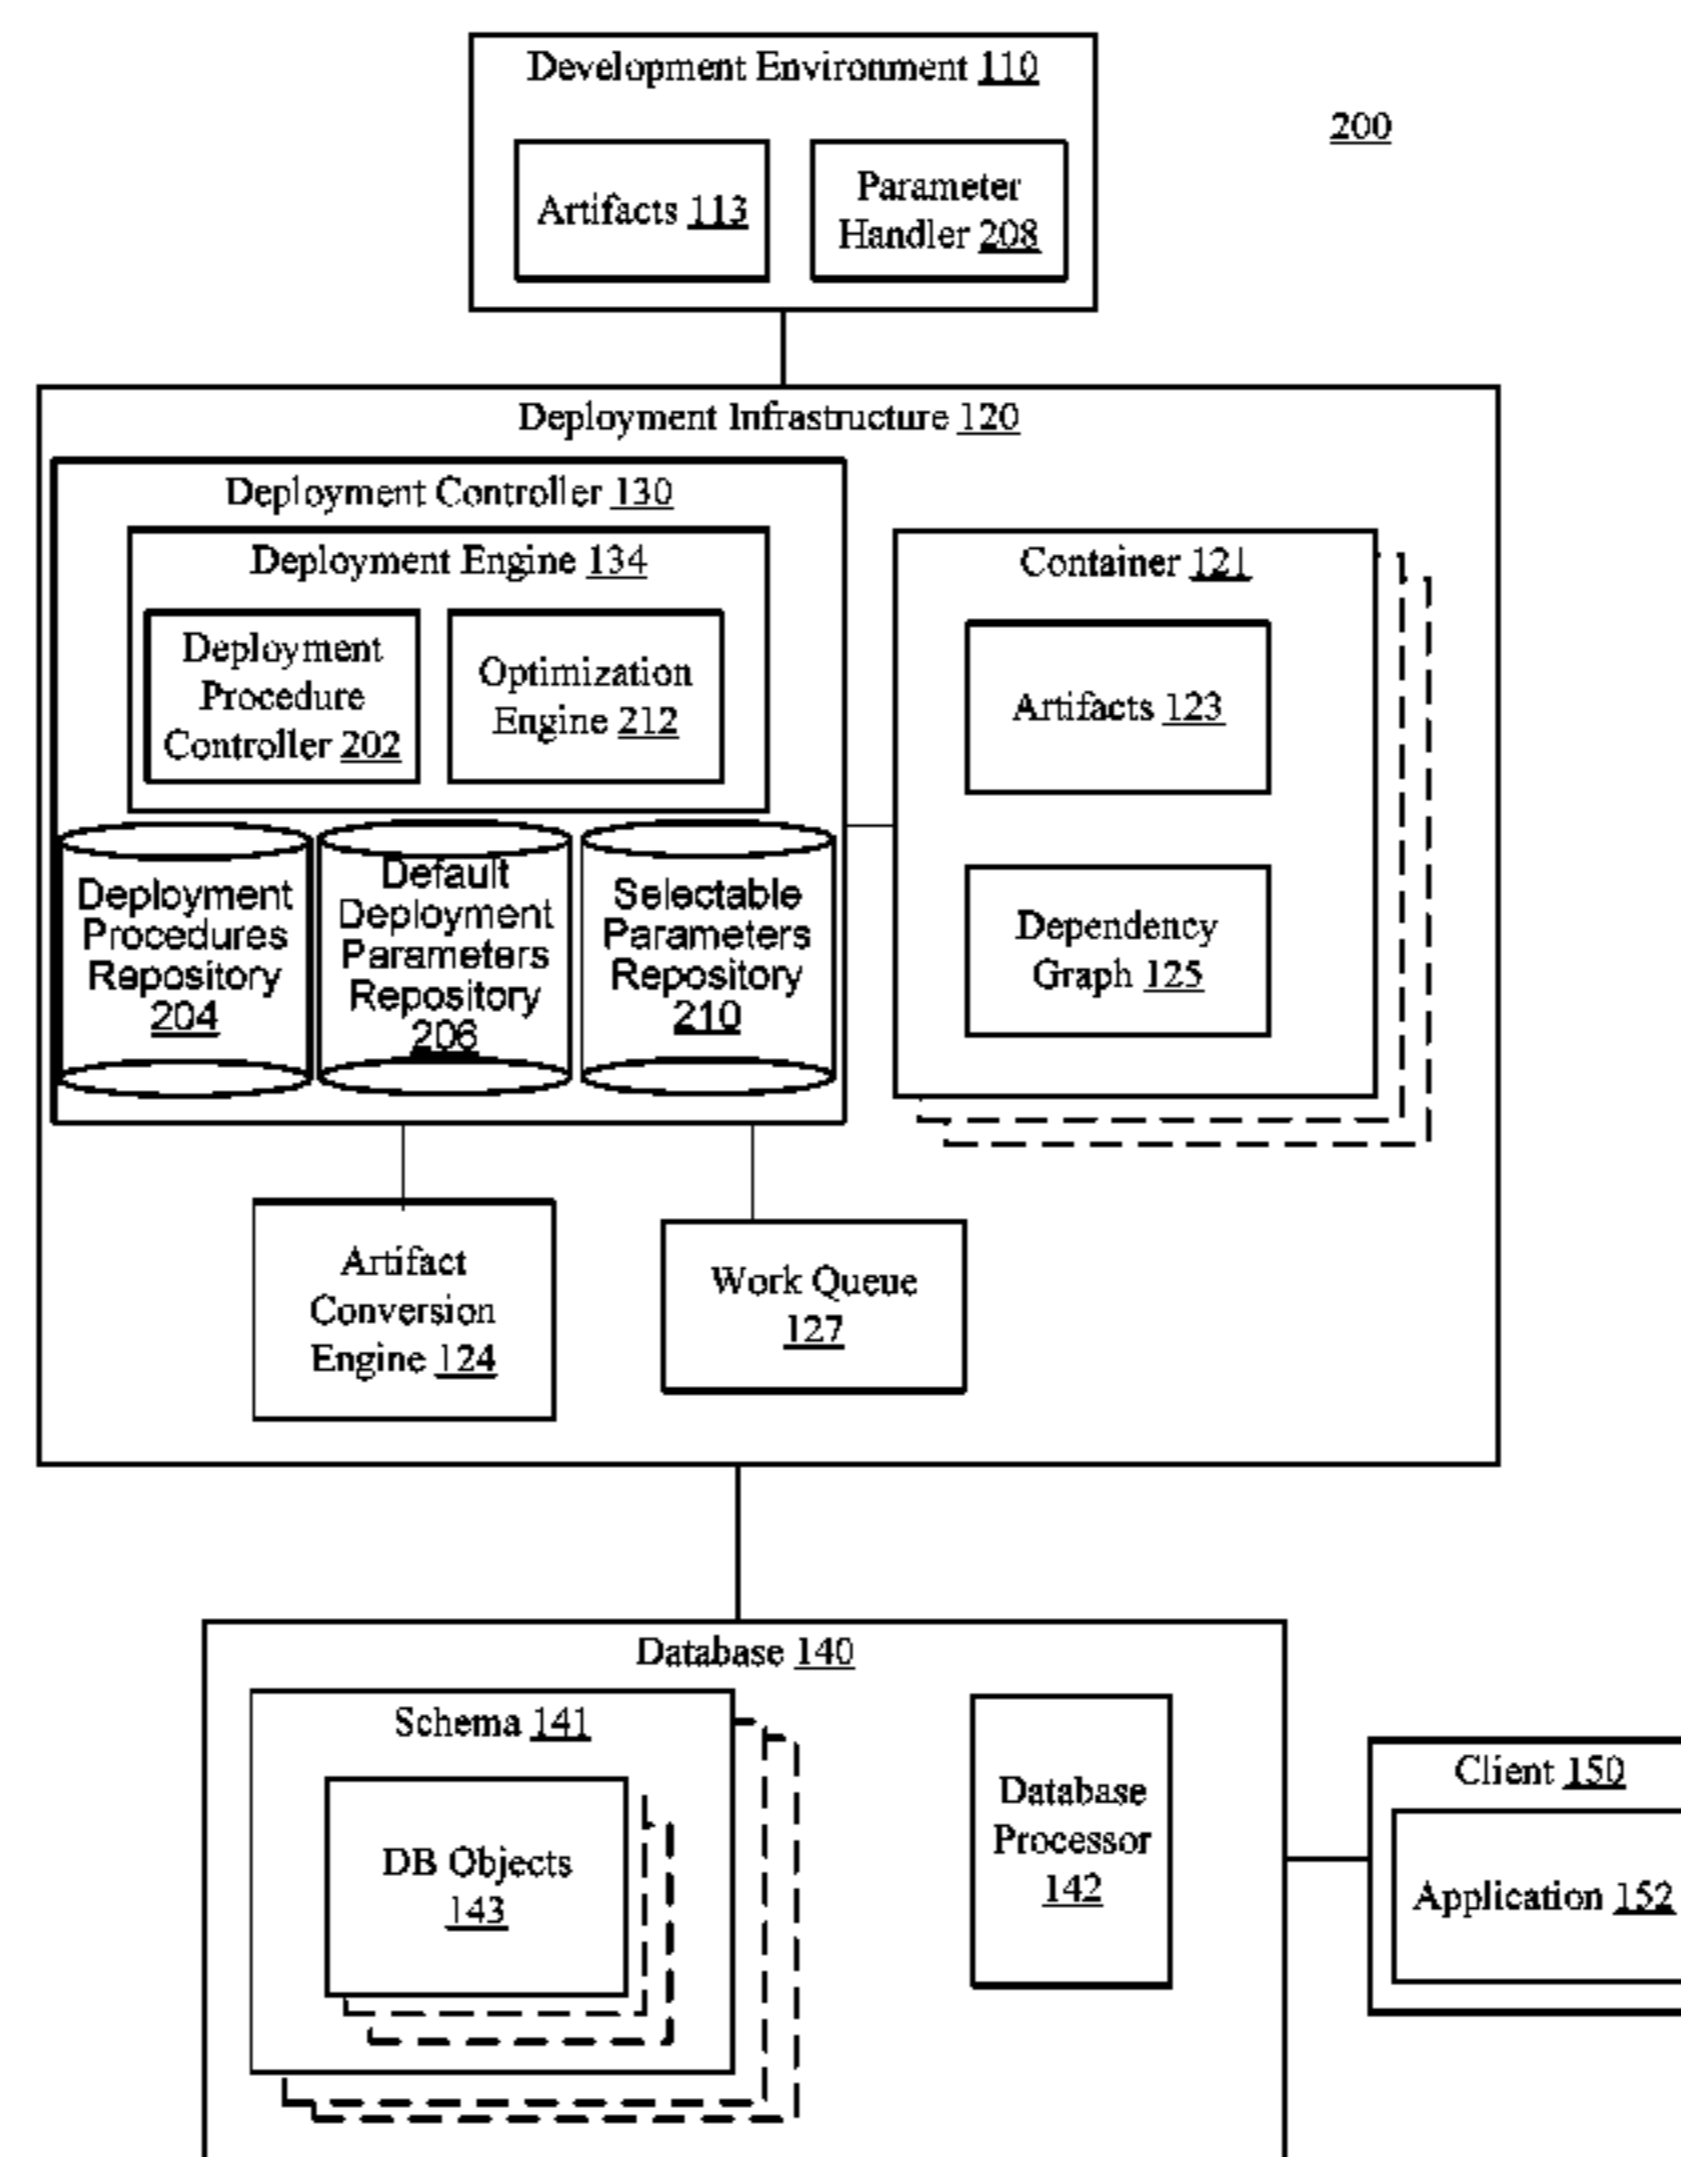 Development Environment 110
200
Artifacts 113
Parameter
Handler 208
Deployment Infrastructure 120
Deployment Controller 130
Deployment Engine 134
Deployment
Procedure
Controller 202
Optimization
Engine 212
Container 121
Artifacts 123
Dependency
Graph 125
Deployment
Procedures
Repository
204
Default
Deployment
Parameters
Repository
206
Selectable
Parameters
Repository
210
Artifact
Conversion
Engine 124
Work Queue
127
Database 140
Schema 141
DB Objects
143
Database
Processor
142
Client 150
Application 152